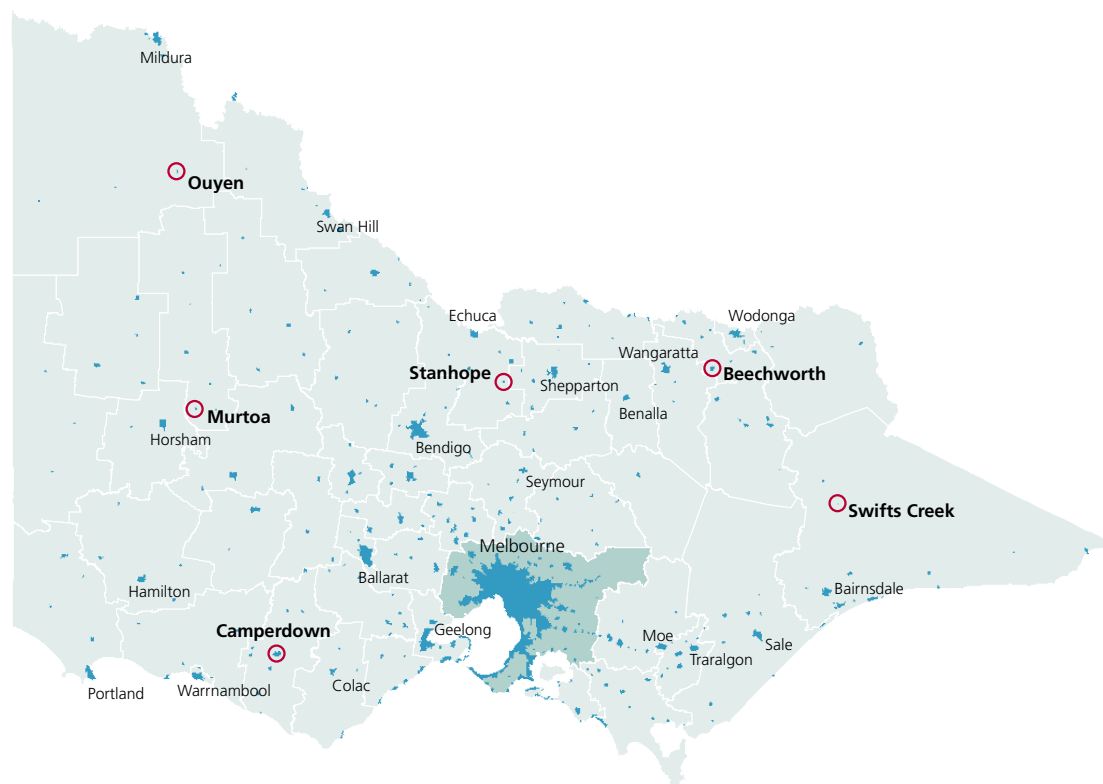 Mildura
Ouyen
Swan Hill
Echuca
Wodonga
Wangaratta
Stanhope
Beechworth
Shepparton
Murtoa
Benalla
Horsham
Bendigo
Seymour
Swifts Creek
Melbourne
Ballarat
Hamilton
Bairnsdale
Camperdown
Geelong
Moe
Sale
Traralgon
Colac
Warrnambool
Portland